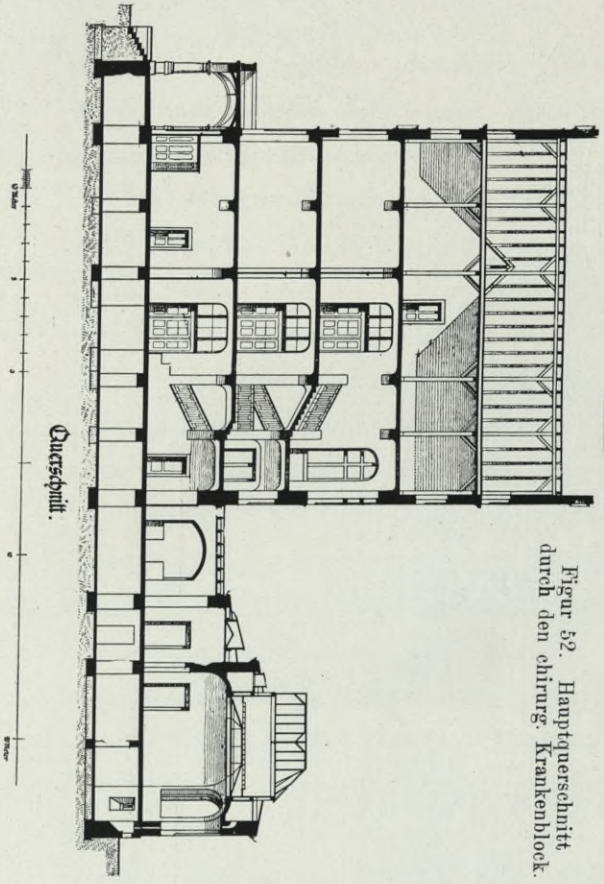 Figur 52. Hauptquerschnitt
durch den chirurg. Krankenblock.
Querschnitt.